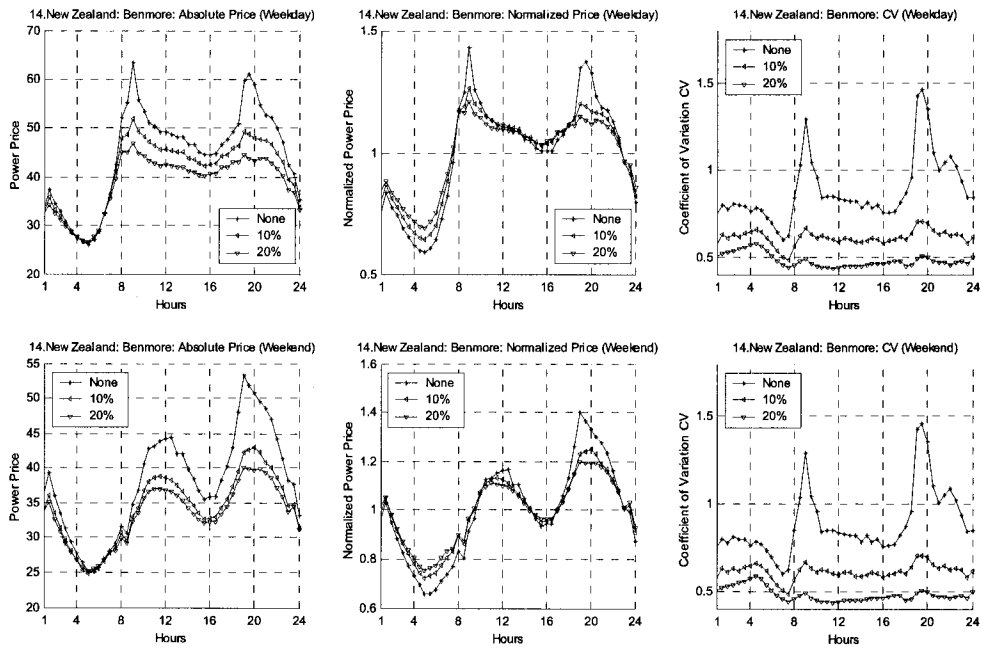 14.New Zealand: Benmore: Absolute Price (Weekday)
70
60
50
40
30
20
Power Price
None
10%
20%
1 4 8 12 16 20 24
Hours
14.New Zealand: Benmore: Normalized Price (Weekday)
1.5
1
0.5
Normalized Power Price
None
10%
20%
1 4 8 12 16 20 24
Hours
14.New Zealand: Benmore: CV (Weekday)
None
10%
20%
1.5
1
0.5
Coefficient of Variation CV
1 4 8 12 16 20 24
Hours
14.New Zealand: Benmore: Absolute Price (Weekend)
55
50
45
40
35
30
25
20
Power Price
None
10%
20%
1 4 8 12 16 20 24
Hours
14.New Zealand: Benmore: Normalized Price (Weekend)
1.6
1.4
1.2
1
0.8
0.6
Normalized Power Price
None
10%
20%
1 4 8 12 16 20 24
Hours
14.New Zealand: Benmore: CV (Weekend)
None
10%
20%
1.5
1
0.5
Coefficient of Variation CV
1 4 8 12 16 20 24
Hours